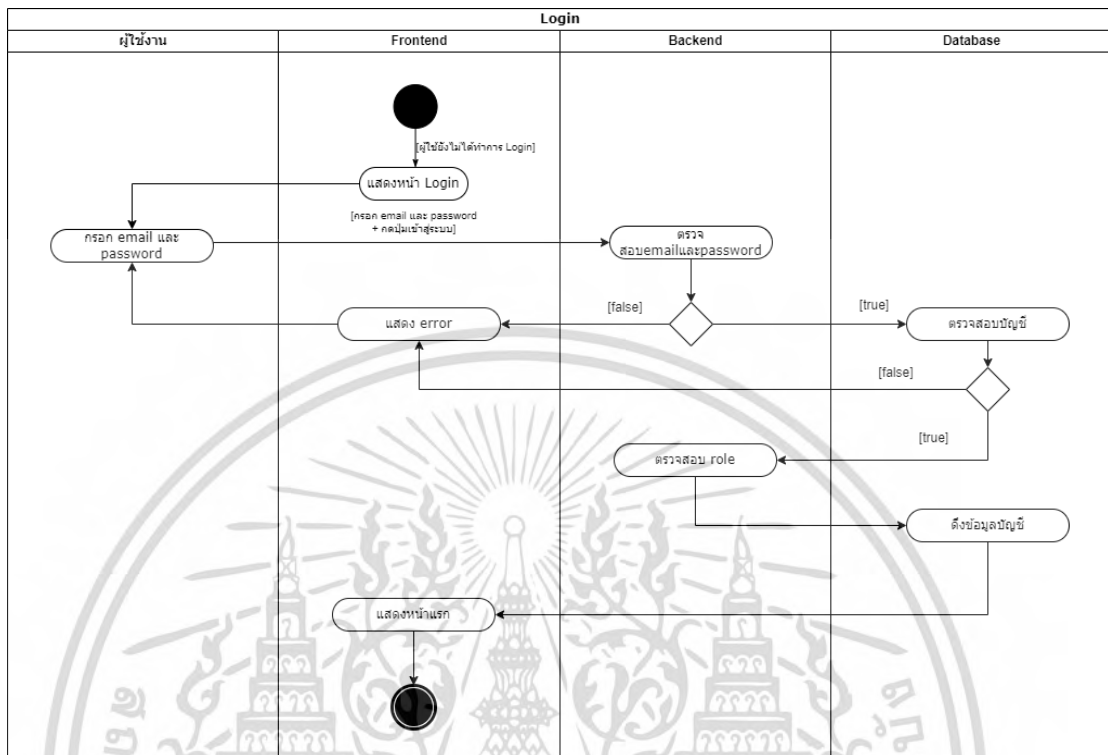 Login
ผู้ใช้งาน
Frontend
Backend
Database
[ผู้ใช้ยังไม่ได้ทำการ Login]
แสดงหน้า Login
[กรอก email และ password
+ กดปุ่มเข้าสู่ระบบ]
กรอก email และ
password
ตรวจ
สอบemailและpassword
[false]
[true]
แสดง error
ตรวจสอบบัญชี
[false]
[true]
ตรวจสอบ role
ดึงข้อมูลบัญชี
แสดงหน้าแรก